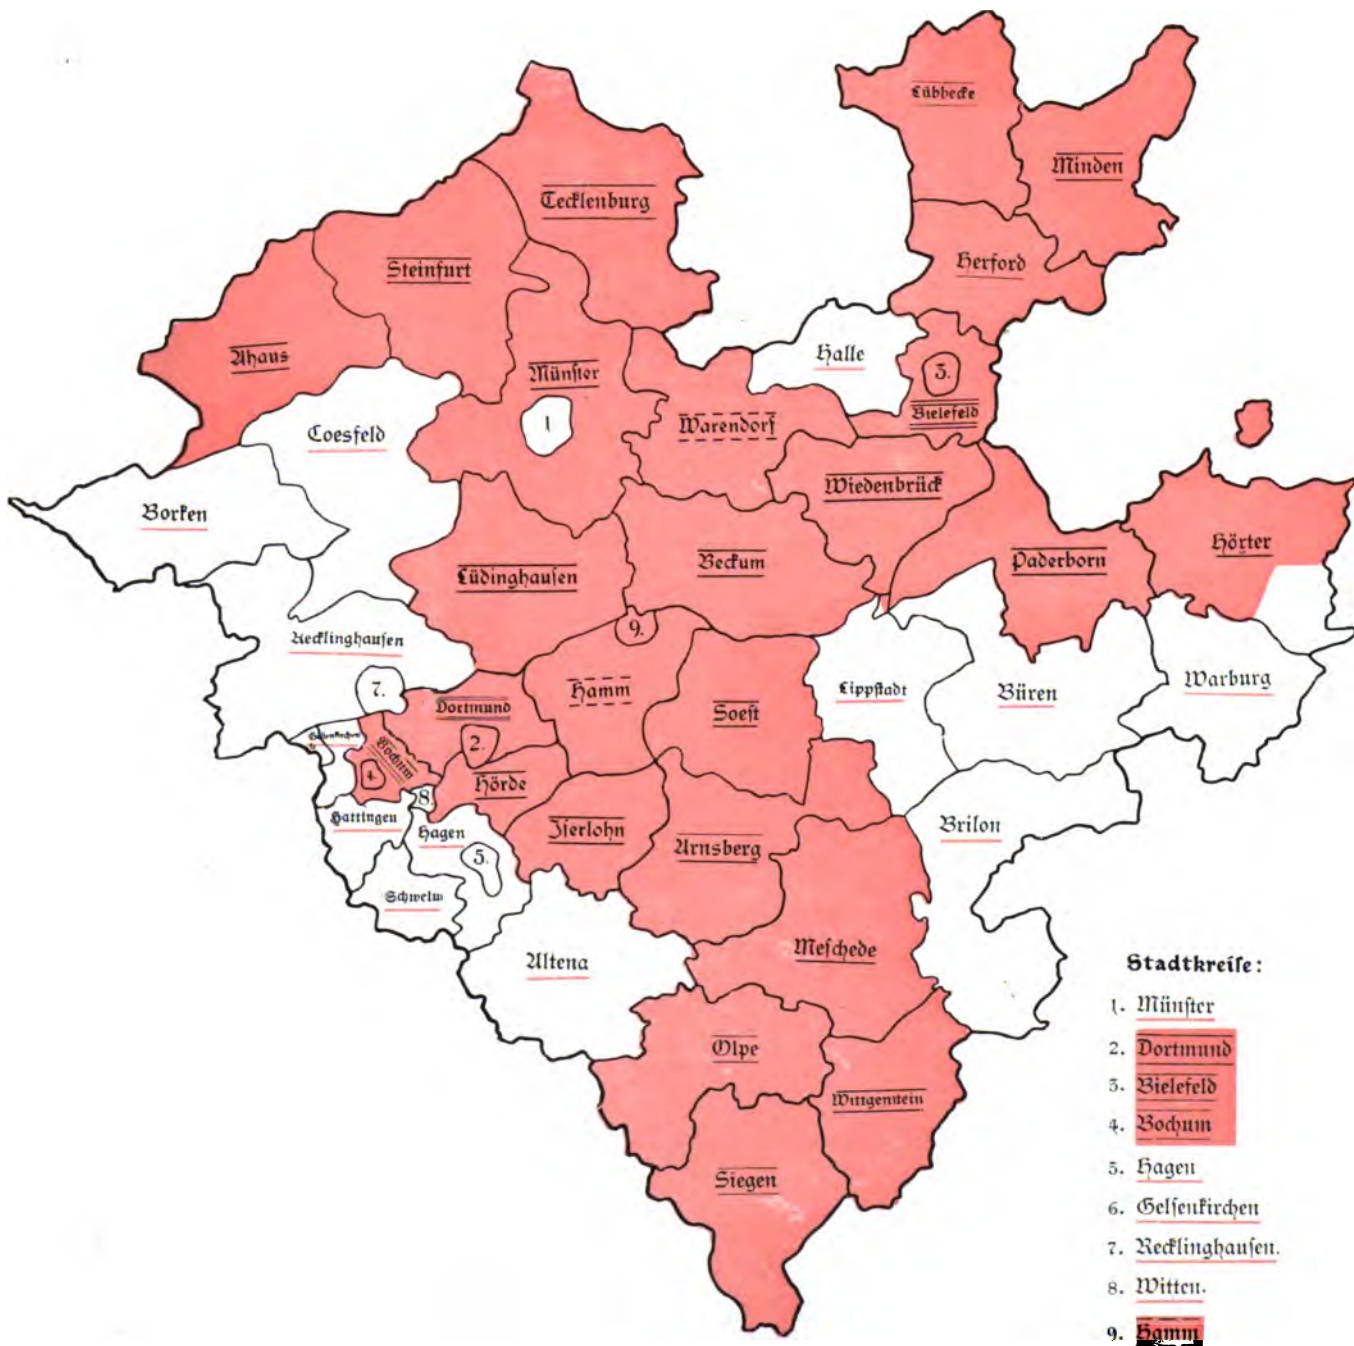 Lübbecke
Minden
Tecklenburg
Herford
Steinfurt
Halle
Ahaus
Münſter
3.
Bielefeld
1
Warendorf
Coesfeld
Wiedenbrück
Borken
Höxter
Beckum
Paderborn
Lüdinghauſen
9.
Recklinghauſen
Warburg
7.
Hamm
Lippſtadt
Büren
Dortmund
Soeſt
Gelſenkirchen
2.
Bochum
4.
Hörde
8.
Hattingen
Hagen
Iſerlohn
Brilon
Arnsberg
5.
Schwelm
Altena
Meſchede
Olpe
Wittgenſtein
Siegen
Stadtkreiſe:
1. Münſter
2. Dortmund
3. Bielefeld
4. Bochum
5. Hagen
6. Gelſenkirchen
7. Recklinghauſen.
8. Witten.
9. Hamm